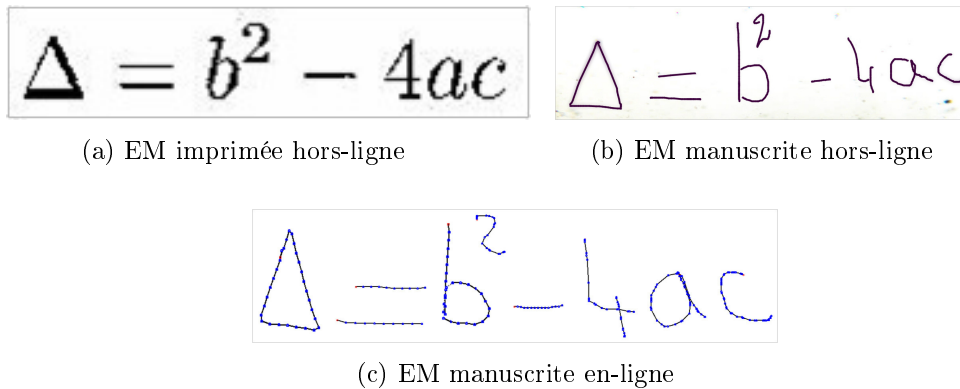 Δ = b² − 4ac
Δ = b² − 4ac
(a) EM imprimée hors-ligne
(b) EM manuscrite hors-ligne
Δ = b² − 4ac
(c) EM manuscrite en-ligne